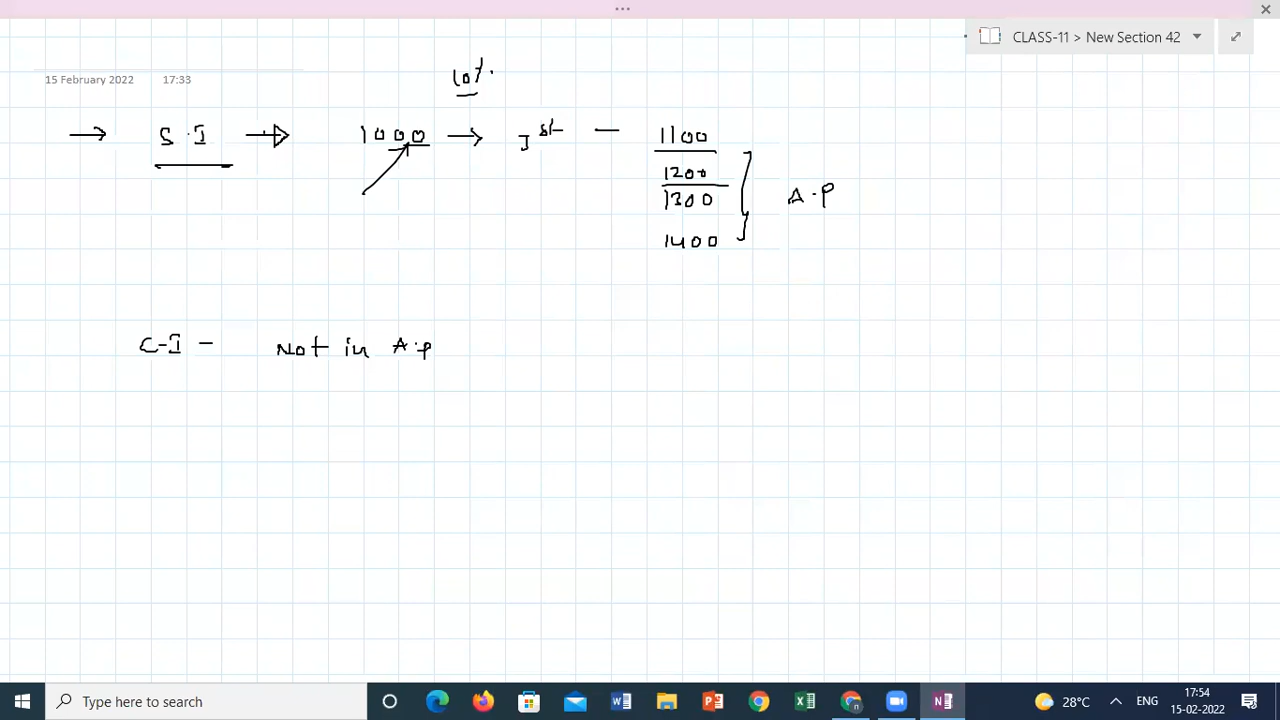 CLASS-11 > New Section 42
15 February 2022 17:33
10%.
→ S.I → 1000 → Ist — 1100
1200
1300
1400
A.P
C-I - Not in A.P
Type here to search
28°C
ENG
17:54
15-02-2022